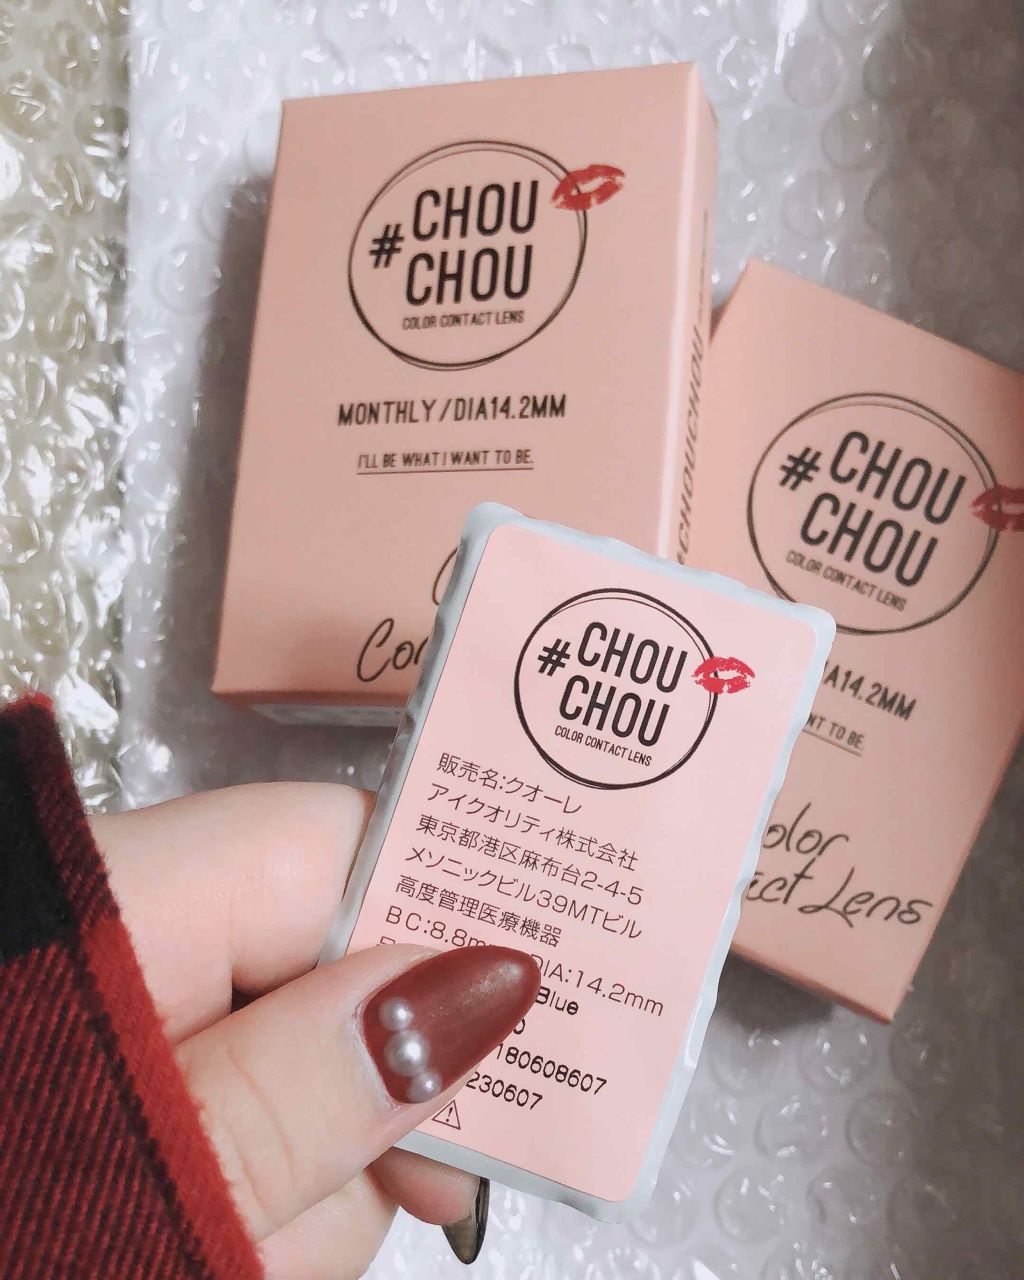 #CHOU
CHOU
COLOR CONTACT LENS
MONTHLY/DIA14.2MM
I'LL BE WHAT I WANT TO BE.
#CHOU
CHOU
COLOR CONTACT LENS
A14.2MM
NT TO BE.
olor
ct Lens
#CHOU
CHOU
COLOR CONTACT LENS
販売名:クオーレ
アイクオリティ株式会社
東京都港区麻布台2-4-5
メソニックビル39MTビル
高度管理医療機器
BC:8.8m DIA:14.2mm
Blue
180608607
230607